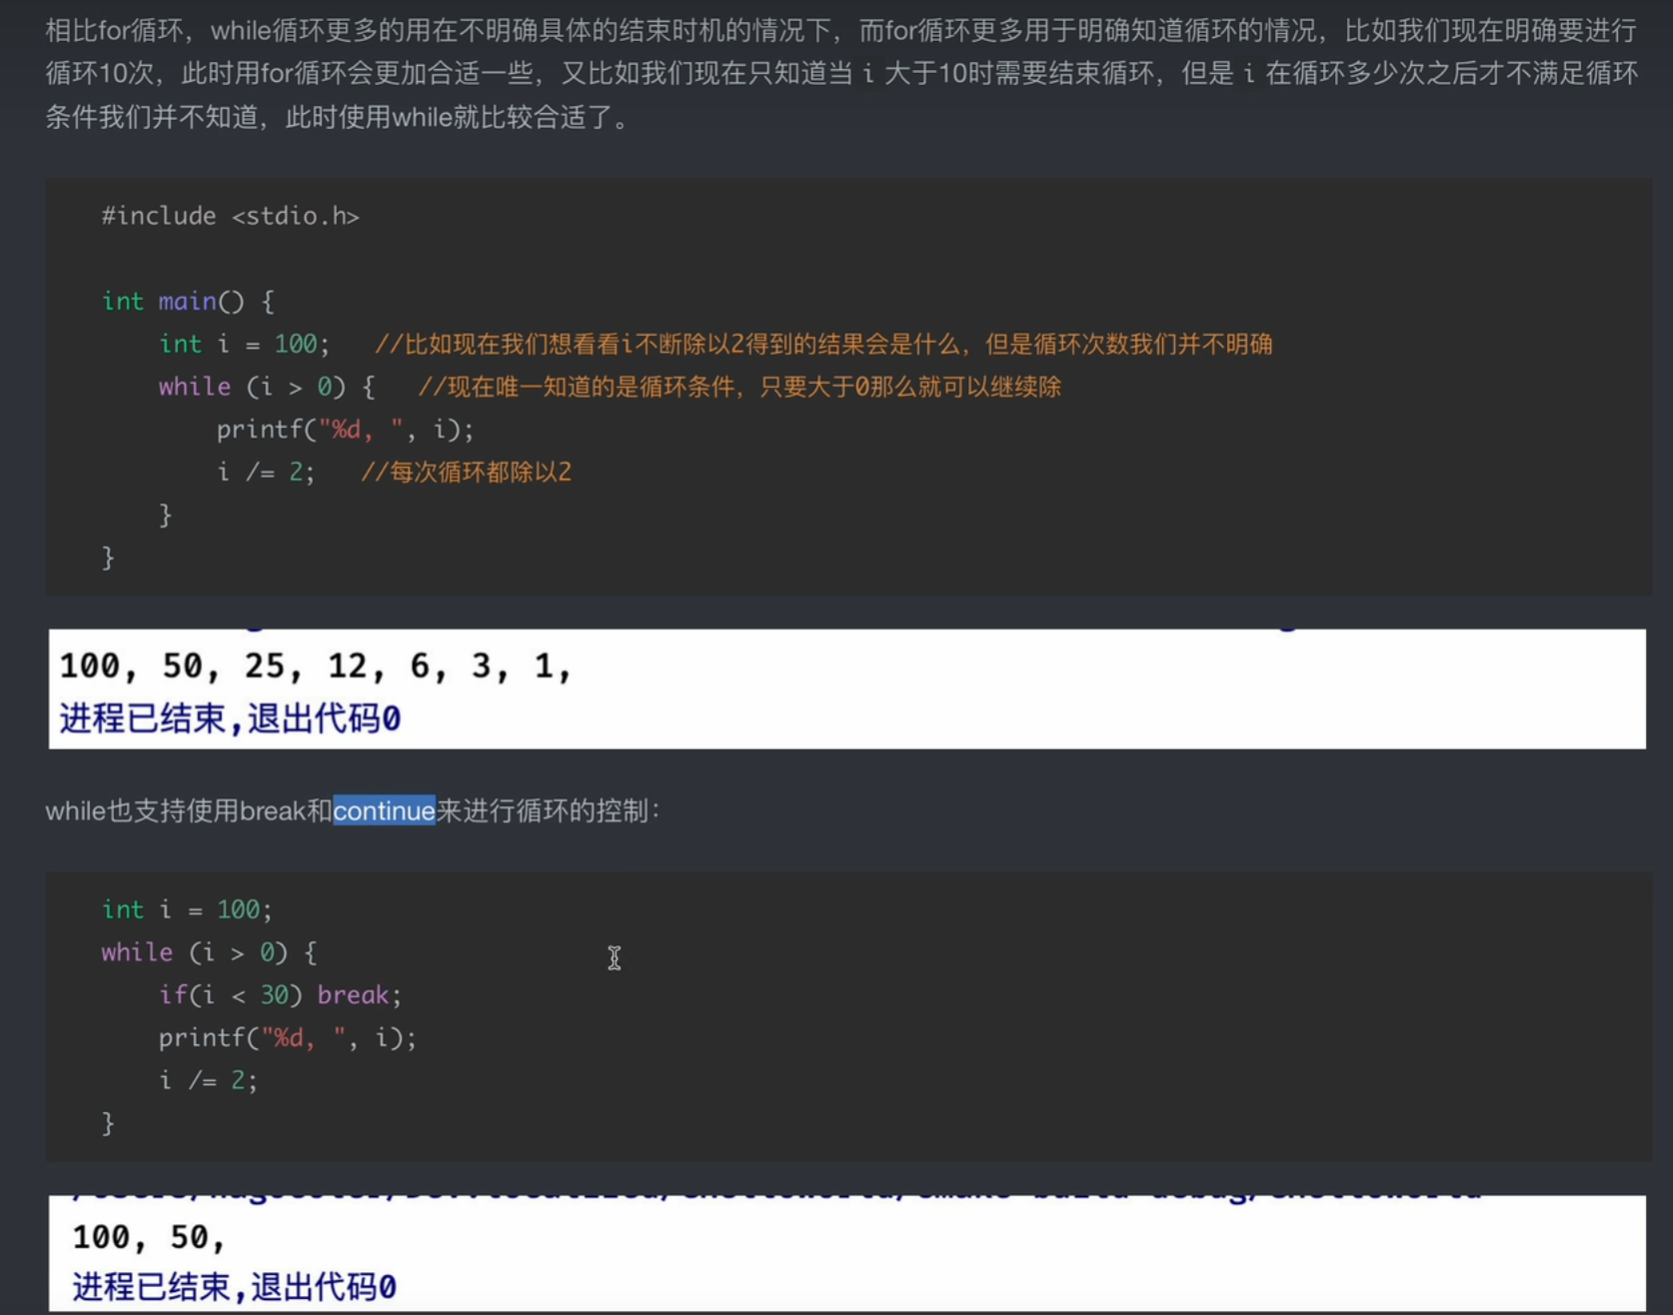 相比for循环，while循环更多的用在不明确具体的结束时机的情况下，而for循环更多用于明确知道循环的情况，比如我们现在明确要进行
循环10次，此时用for循环会更加合适一些，又比如我们现在只知道当 i 大于10时需要结束循环，但是 i 在循环多少次之后才不满足循环
条件我们并不知道，此时使用while就比较合适了。
#include <stdio.h>
int main() {
    int i = 100;   //比如现在我们想看看i不断除以2得到的结果会是什么，但是循环次数我们并不明确
    while (i > 0) {   //现在唯一知道的是循环条件，只要大于0那么就可以继续除
        printf("%d, ", i);
        i /= 2;   //每次循环都除以2
    }
}
100, 50, 25, 12, 6, 3, 1,
进程已结束,退出代码0
while也支持使用break和continue来进行循环的控制：
int i = 100;
while (i > 0) {
    if(i < 30) break;
    printf("%d, ", i);
    i /= 2;
}
100, 50,
进程已结束,退出代码0